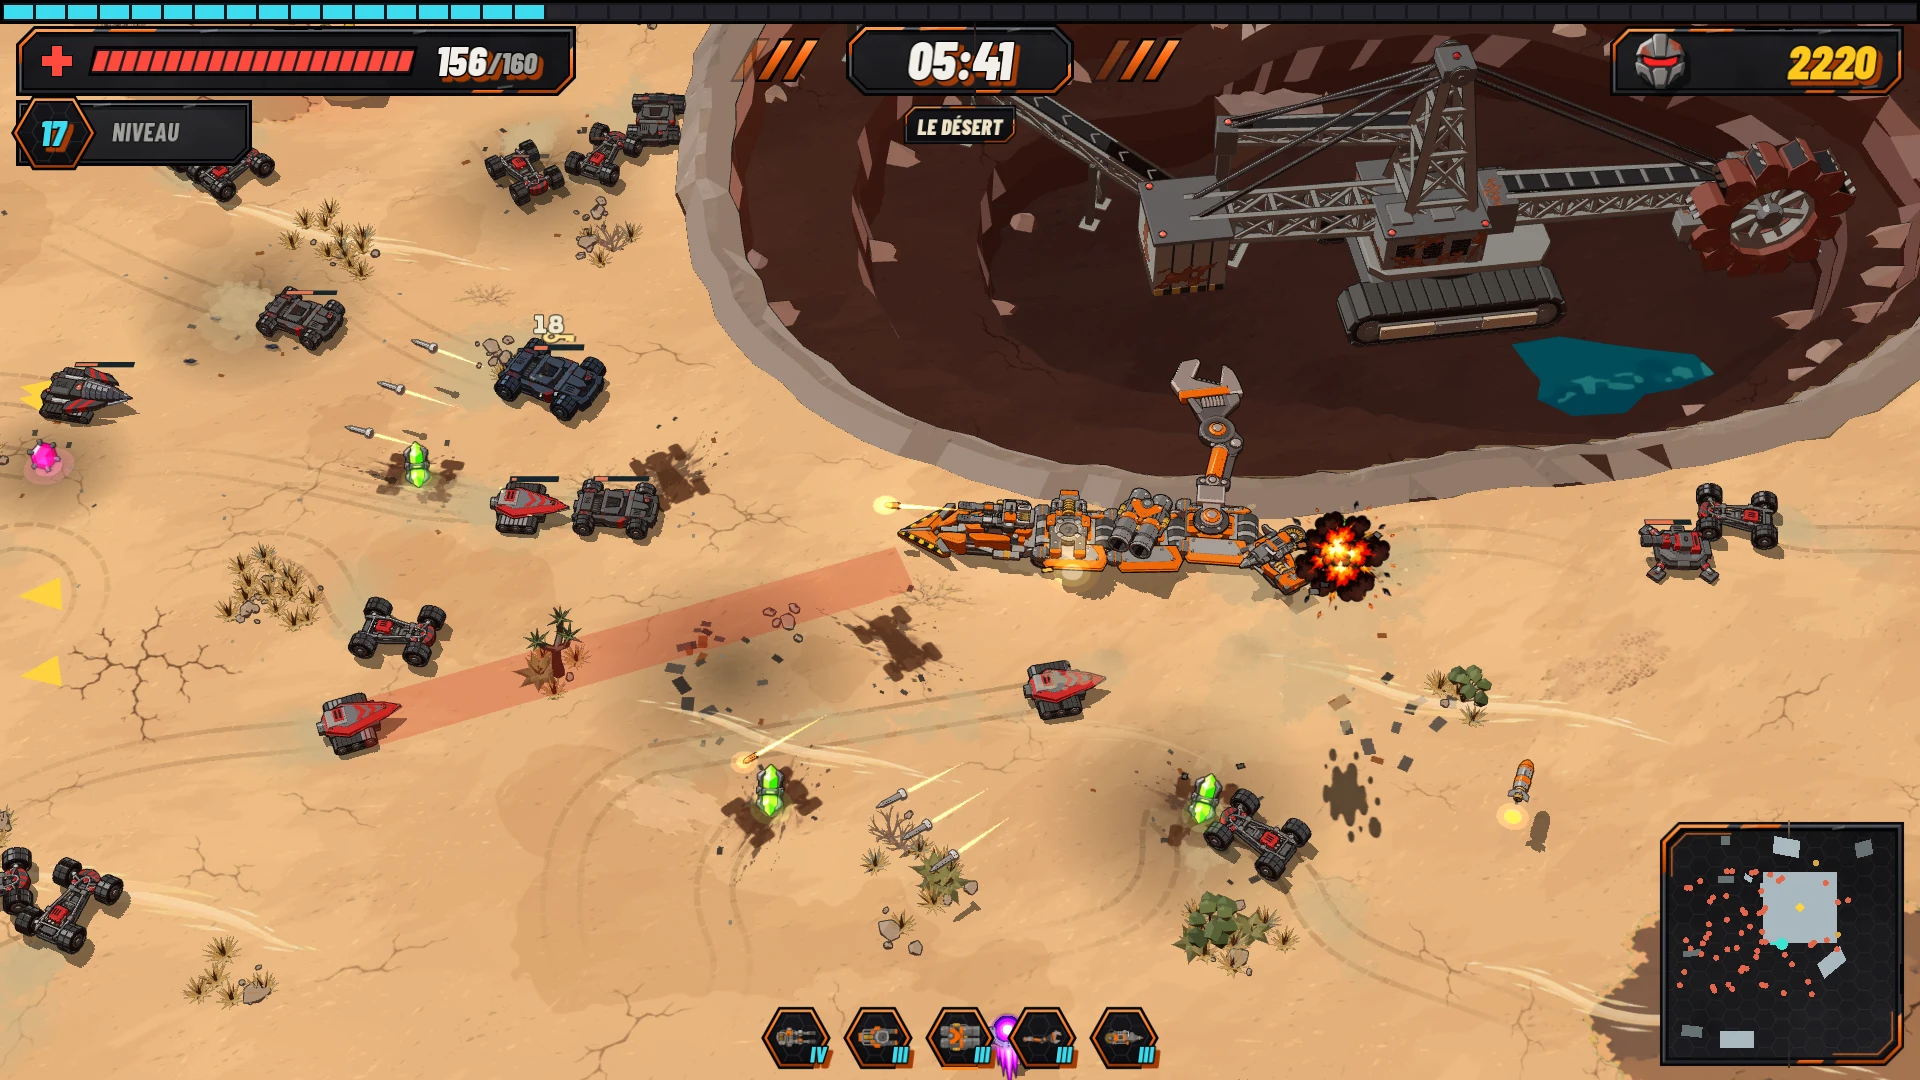 156/160
05:41
2220
17 NIVEAU
LE DÉSERT
18
IV III III III III